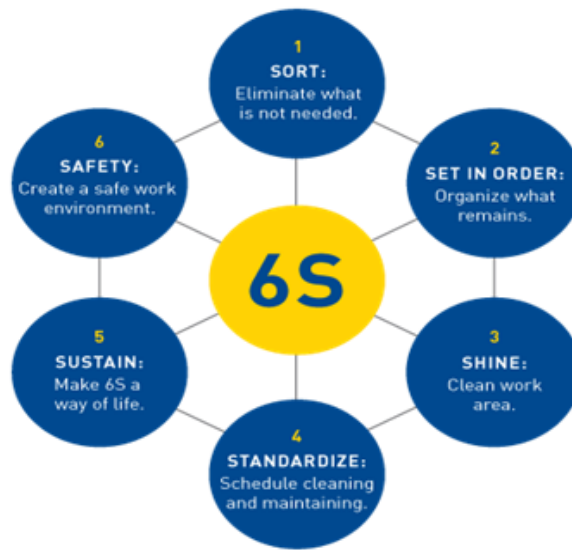 1
SORT:
Eliminate what
is not needed.
2
SET IN ORDER:
Organize what
remains.
3
SHINE:
Clean work
area.
4
STANDARDIZE:
Schedule cleaning
and maintaining.
5
SUSTAIN:
Make 6S a
way of life.
6
SAFETY:
Create a safe work
environment.
6S